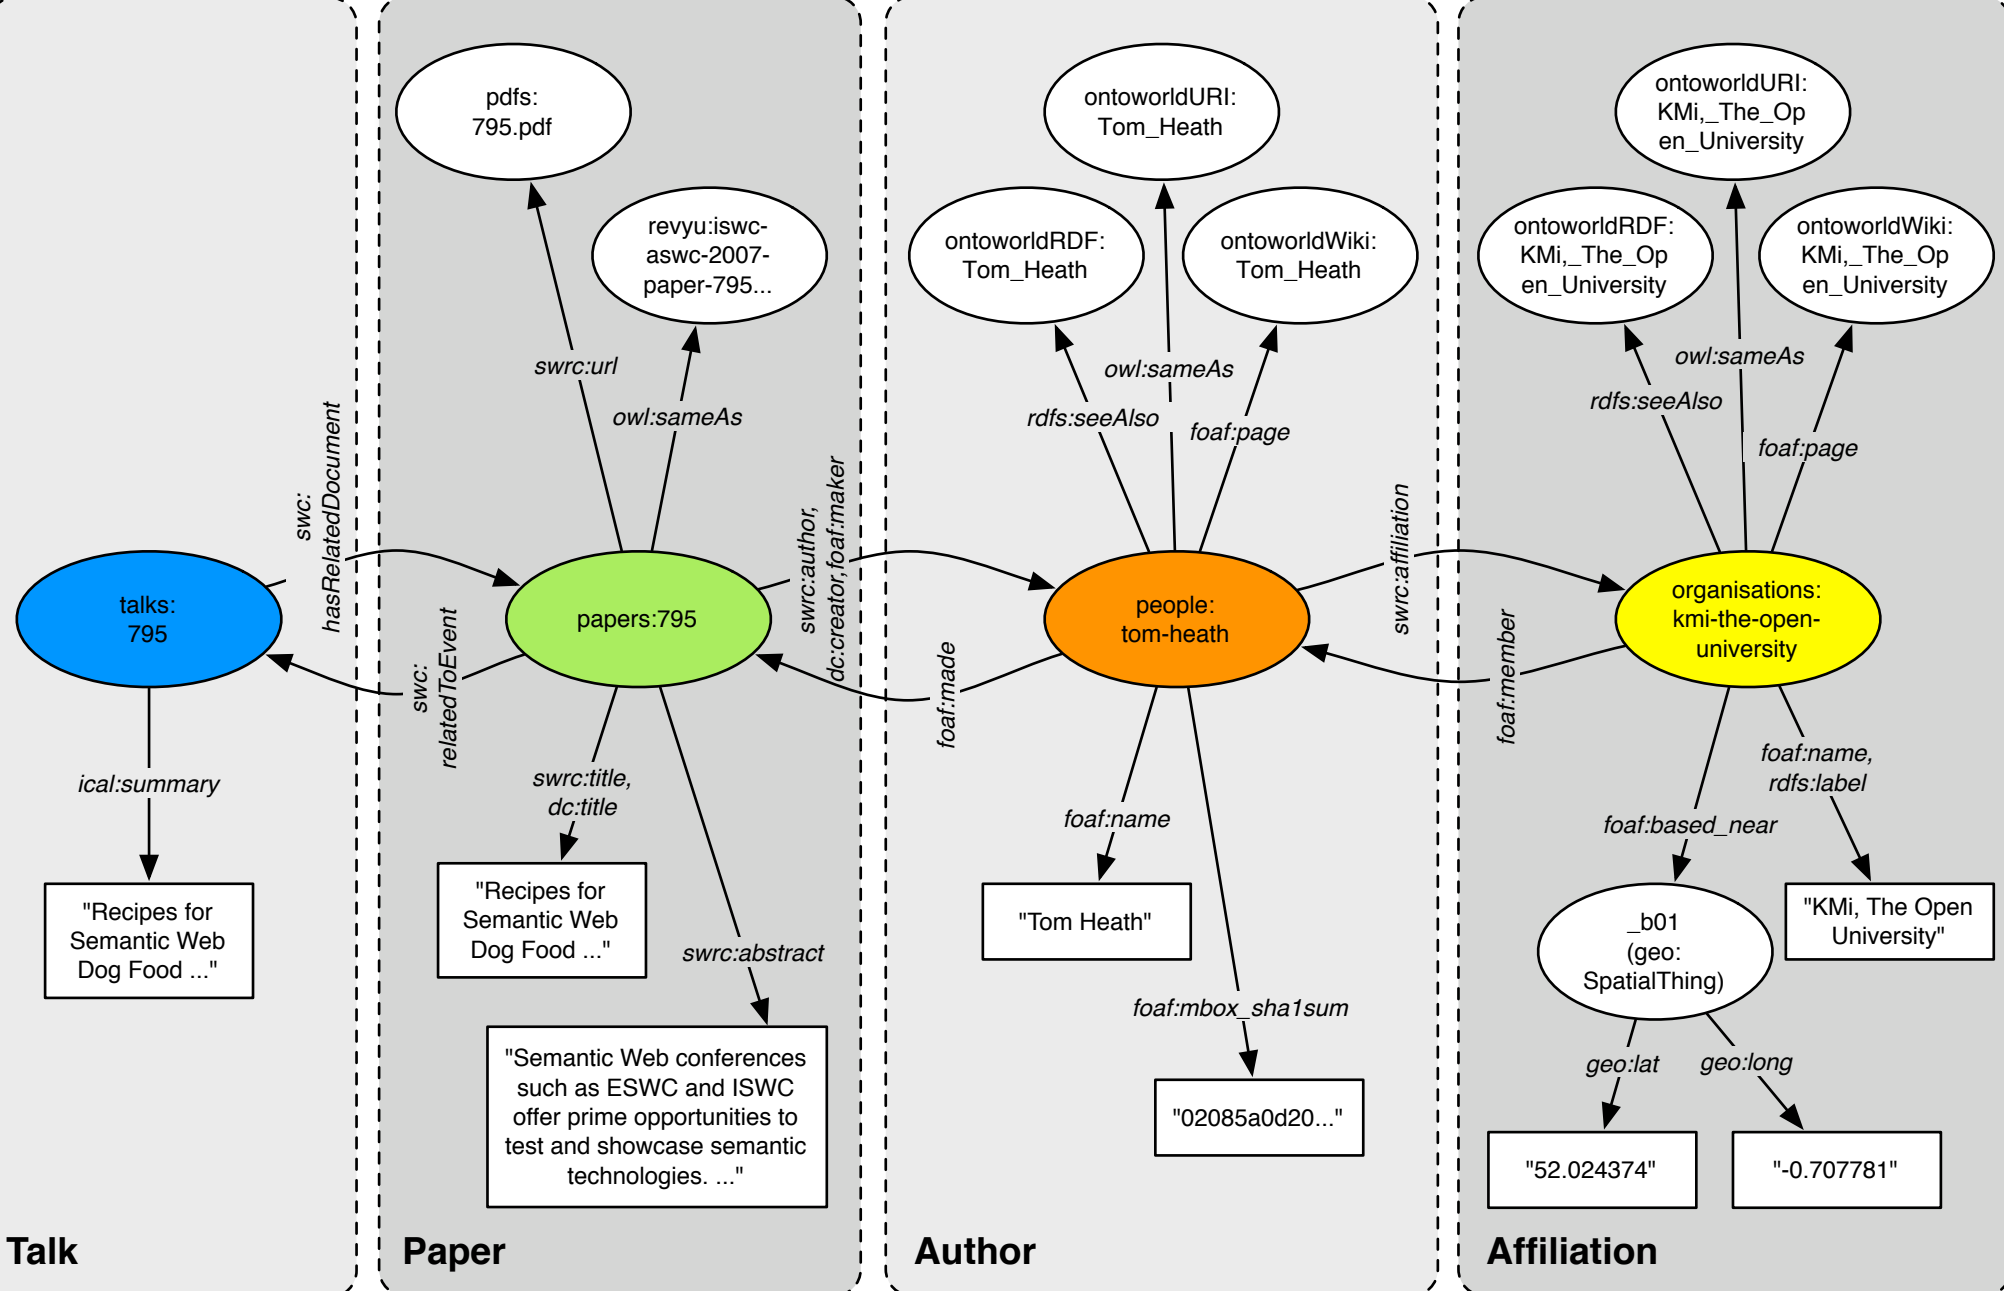 pdfs:
795.pdf
revyu:iswc-
aswc-2007-
paper-795...
swrc:url
owl:sameAs
ontoworldURI:
Tom_Heath
ontoworldRDF:
Tom_Heath
ontoworldWiki:
Tom_Heath
owl:sameAs
rdfs:seeAlso
foaf:page
ontoworldURI:
KMi,_The_Op
en_University
ontoworldRDF:
KMi,_The_Op
en_University
ontoworldWiki:
KMi,_The_Op
en_University
owl:sameAs
rdfs:seeAlso
foaf:page
talks:
795
swc:
hasRelatedDocument
swc:
relatedToEvent
papers:795
swrc:author,
dc:creator,foaf:maker
foaf:made
people:
tom-heath
swrc:affiliation
foaf:member
organisations:
kmi-the-open-
university
ical:summary
"Recipes for
Semantic Web
Dog Food ..."
swrc:title,
dc:title
"Recipes for
Semantic Web
Dog Food ..."
swrc:abstract
"Semantic Web conferences
such as ESWC and ISWC
offer prime opportunities to
test and showcase semantic
technologies. ..."
foaf:name
"Tom Heath"
foaf:mbox_sha1sum
"02085a0d20..."
foaf:name,
rdfs:label
foaf:based_near
"KMi, The Open
University"
_b01
(geo:
SpatialThing)
geo:lat
geo:long
"52.024374"
"-0.707781"
Talk
Paper
Author
Affiliation